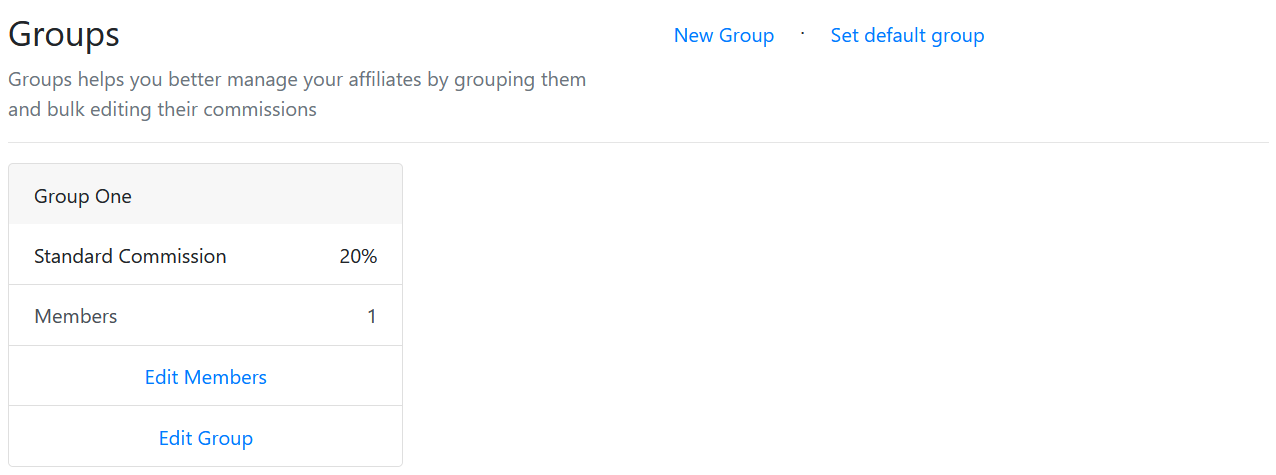 Groups
New Group · Set default group
Groups helps you better manage your affiliates by grouping them
and bulk editing their commissions
Group One
Standard Commission 20%
Members 1
Edit Members
Edit Group